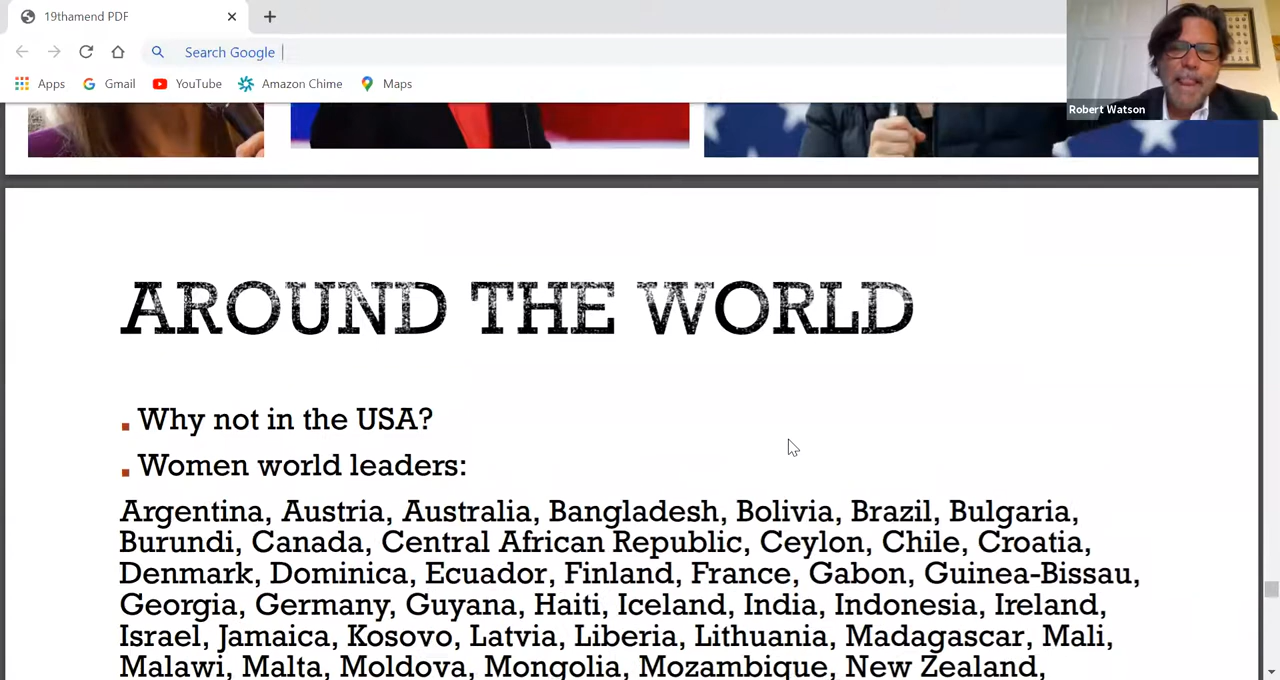 19thamend PDF
Search Google
Apps Gmail YouTube Amazon Chime Maps
Robert Watson
AROUND THE WORLD
Why not in the USA?
Women world leaders:
Argentina, Austria, Australia, Bangladesh, Bolivia, Brazil, Bulgaria,
Burundi, Canada, Central African Republic, Ceylon, Chile, Croatia,
Denmark, Dominica, Ecuador, Finland, France, Gabon, Guinea-Bissau,
Georgia, Germany, Guyana, Haiti, Iceland, India, Indonesia, Ireland,
Israel, Jamaica, Kosovo, Latvia, Liberia, Lithuania, Madagascar, Mali,
Malawi, Malta, Moldova, Mongolia, Mozambique, New Zealand,